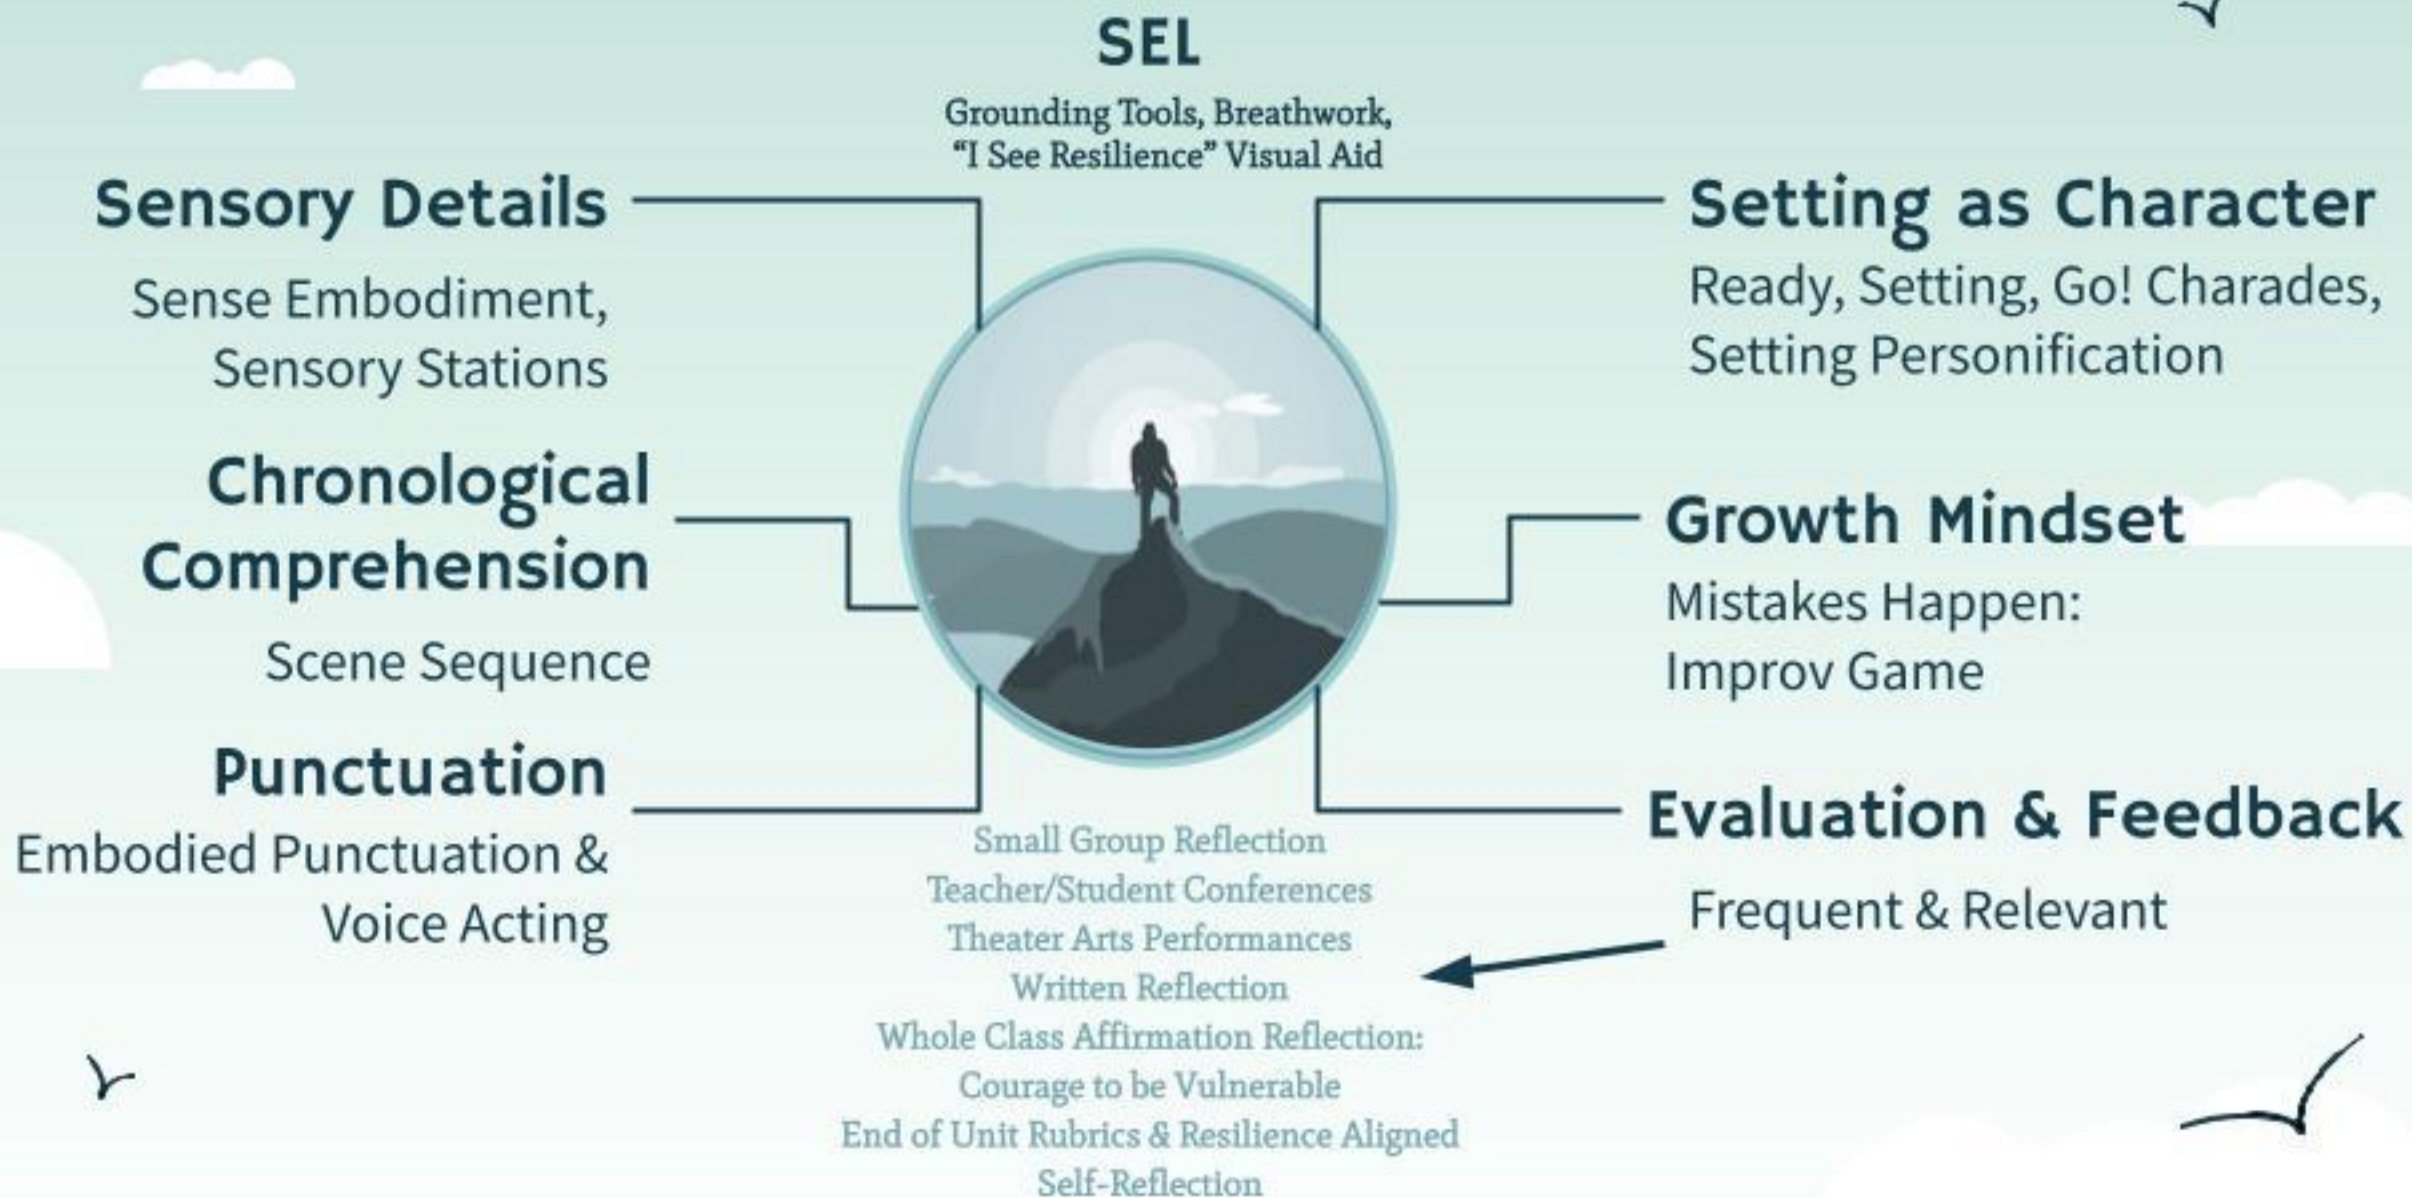 SEL
Grounding Tools, Breathwork,
“I See Resilience” Visual Aid
Sensory Details
Sense Embodiment,
Sensory Stations
Chronological
Comprehension
Scene Sequence
Punctuation
Embodied Punctuation &
Voice Acting
Setting as Character
Ready, Setting, Go! Charades,
Setting Personification
Growth Mindset
Mistakes Happen:
Improv Game
Evaluation & Feedback
Frequent & Relevant
Small Group Reflection
Teacher/Student Conferences
Theater Arts Performances
Written Reflection
Whole Class Affirmation Reflection:
Courage to be Vulnerable
End of Unit Rubrics & Resilience Aligned
Self-Reflection